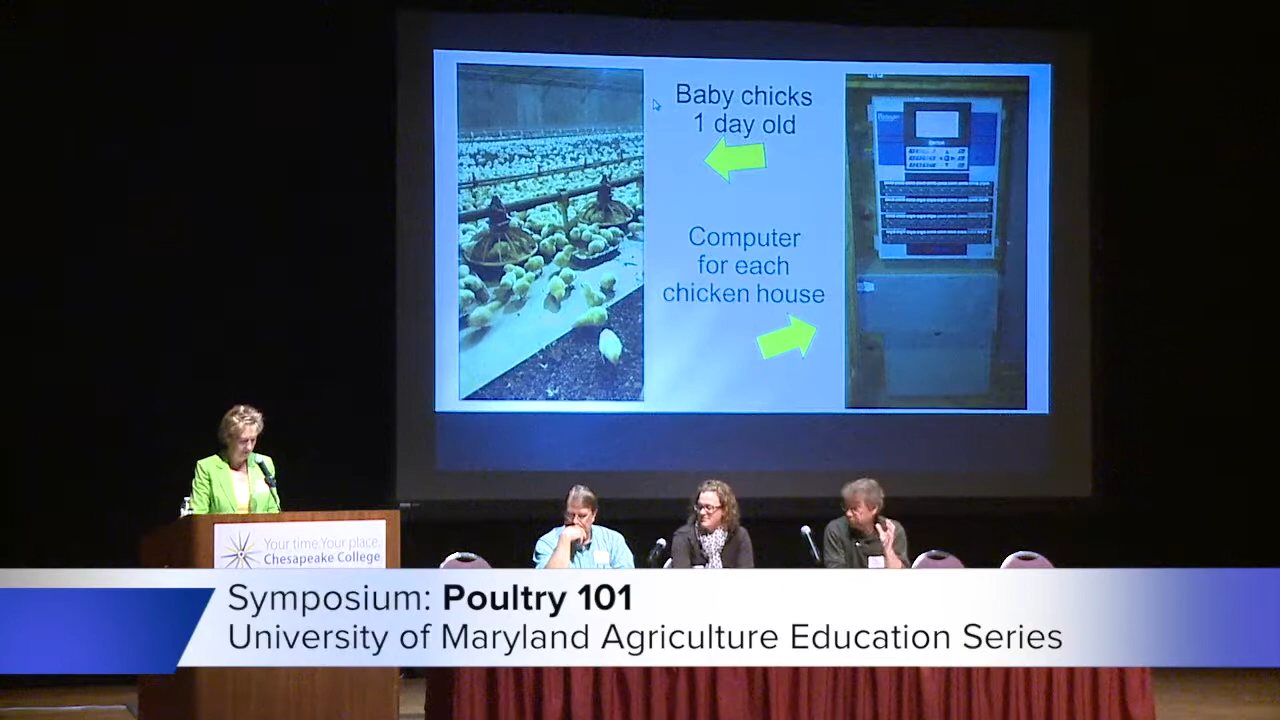 Baby chicks
1 day old
Computer
for each
chicken house
Your time. Your place.
Chesapeake College
Symposium: Poultry 101
University of Maryland Agriculture Education Series